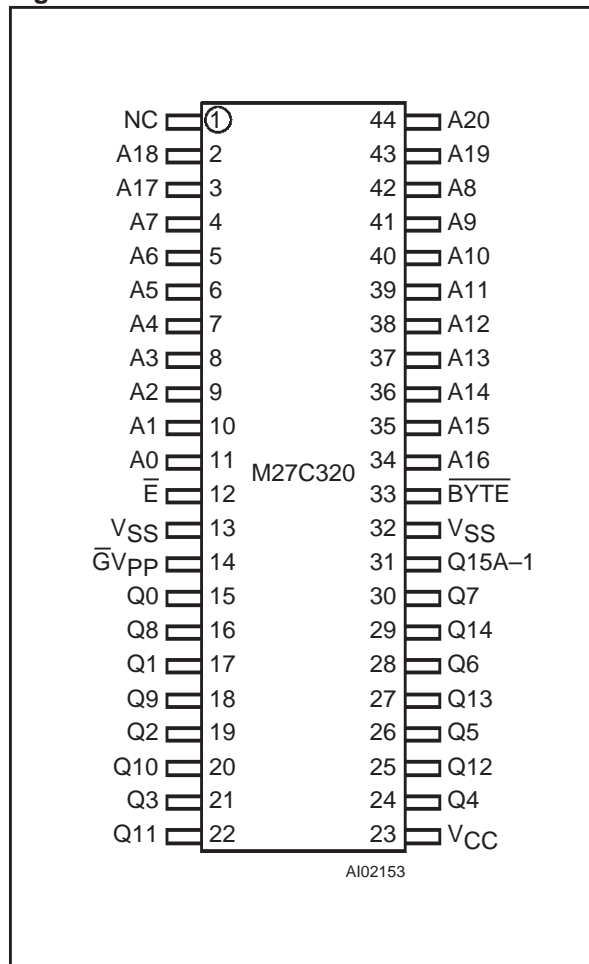 NC 1 44 A20
A18 2 43 A19
A17 3 42 A8
A7 4 41 A9
A6 5 40 A10
A5 6 39 A11
A4 7 38 A12
A3 8 37 A13
A2 9 36 A14
A1 10 35 A15
A0 11 34 A16
M27C320
E̅ 12 33 B̅Y̅T̅E̅
VSS 13 32 VSS
G̅VPP 14 31 Q15A–1
Q0 15 30 Q7
Q8 16 29 Q14
Q1 17 28 Q6
Q9 18 27 Q13
Q2 19 26 Q5
Q10 20 25 Q12
Q3 21 24 Q4
Q11 22 23 VCC
AI02153